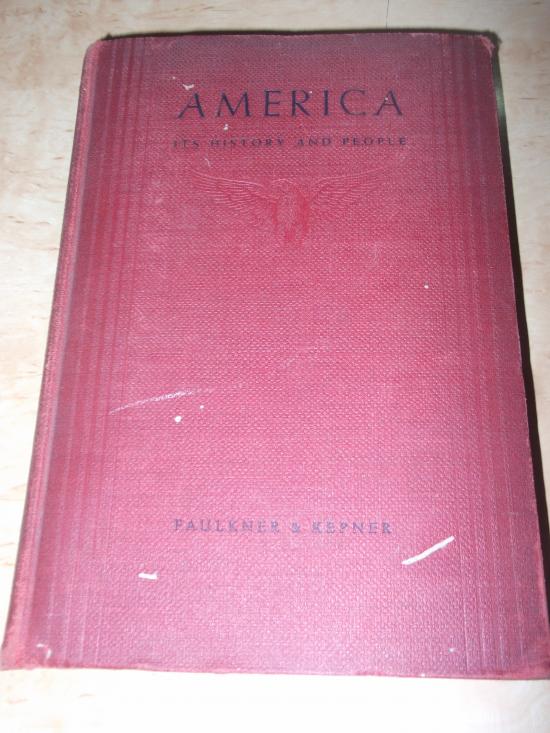 AMERICA
ITS HISTORY AND PEOPLE
FAULKNER & KEPNER